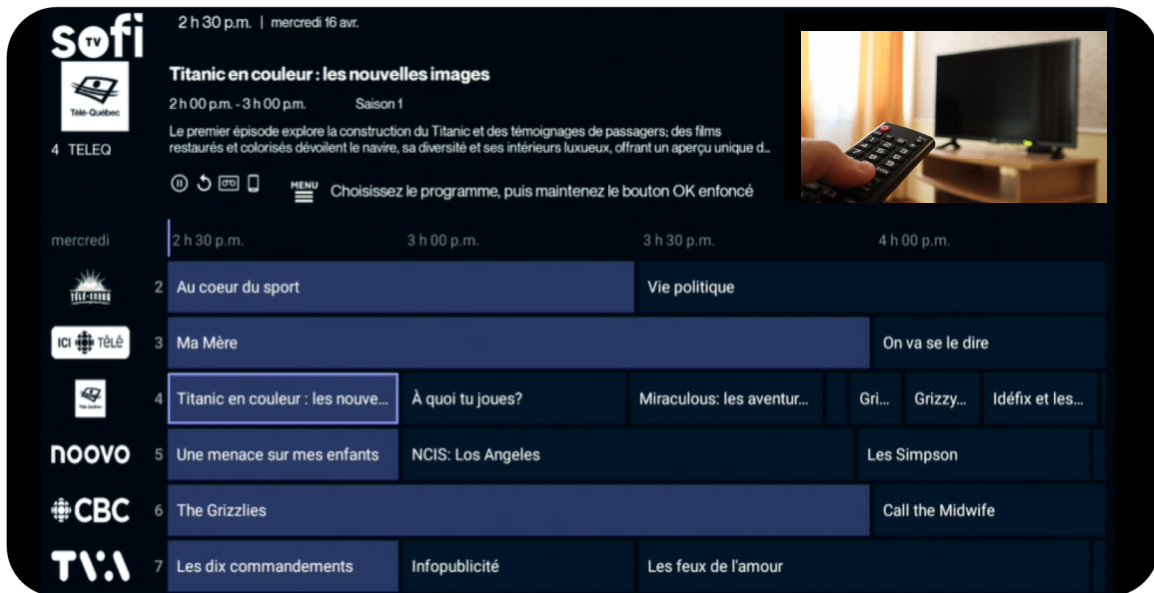 sofi TV
2 h 30 p.m. | mercredi 16 avr.
Télé-Québec
4 TELEQ
Titanic en couleur : les nouvelles images
2 h 00 p.m. - 3 h 00 p.m. Saison 1
Le premier épisode explore la construction du Titanic et des témoignages de passagers; des films
restaurés et colorisés dévoilent le navire, sa diversité et ses intérieurs luxueux, offrant un aperçu unique d...
MENU Choisissez le programme, puis maintenez le bouton OK enfoncé
mercredi 2 h 30 p.m. 3 h 00 p.m. 3 h 30 p.m. 4 h 00 p.m.
2 Au coeur du sport Vie politique
ICI TÉLÉ 3 Ma Mère On va se le dire
4 Titanic en couleur : les nouve... À quoi tu joues? Miraculous: les aventur... Gri... Grizzy... Idéfix et les...
noovo 5 Une menace sur mes enfants NCIS: Los Angeles Les Simpson
CBC 6 The Grizzlies Call the Midwife
TVA 7 Les dix commandements Infopublicité Les feux de l'amour